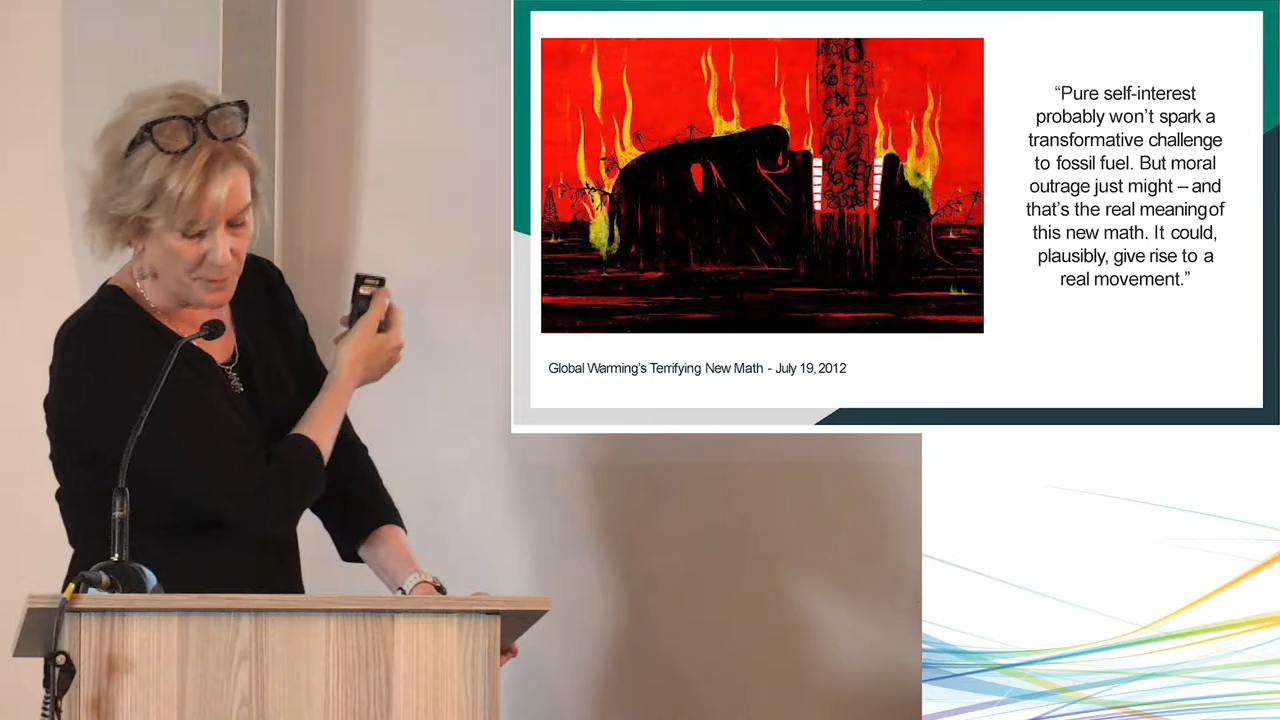 “Pure self-interest
probably won’t spark a
transformative challenge
to fossil fuel. But moral
outrage just might – and
that’s the real meaning of
this new math. It could,
plausibly, give rise to a
real movement.”
Global Warming’s Terrifying New Math - July 19, 2012